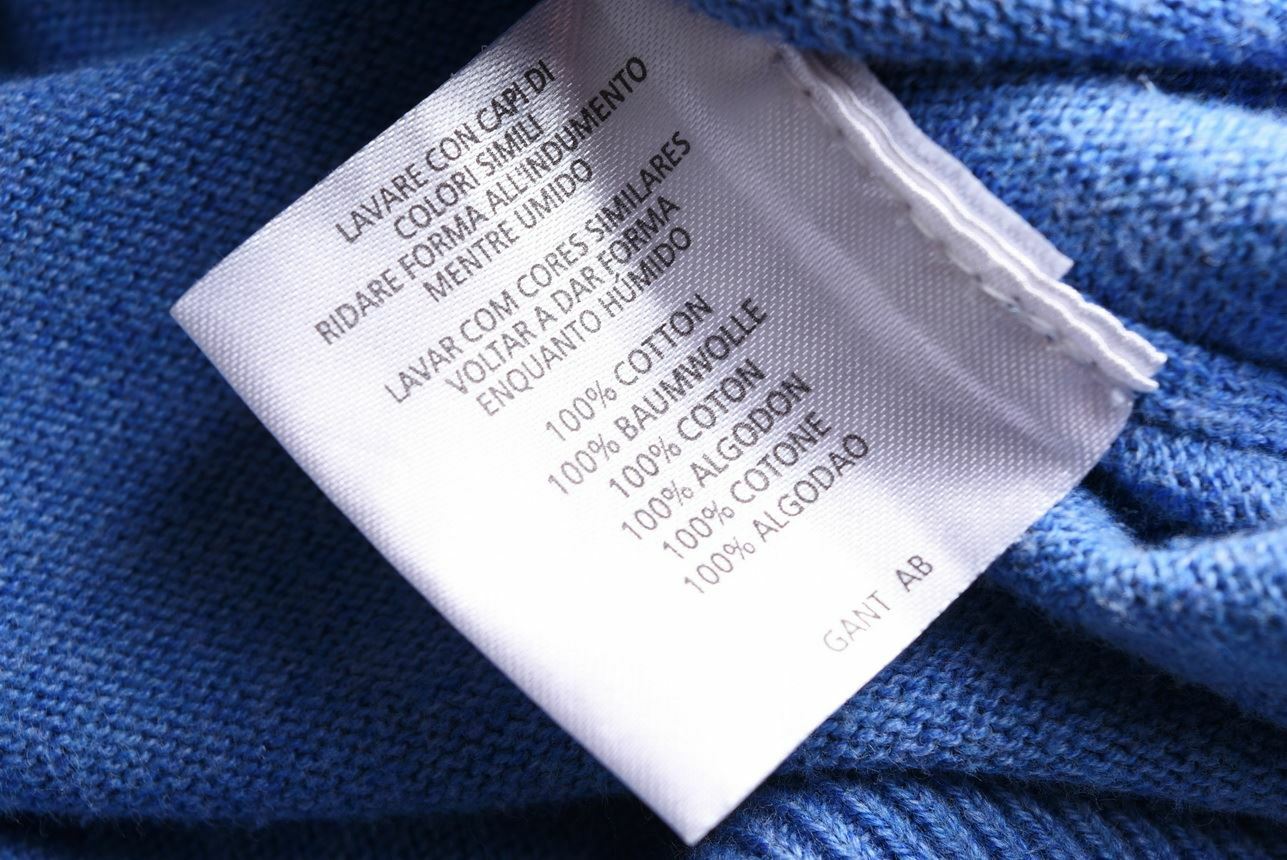 LAVARE CON CAPI DI
COLORI SIMILI
RIDARE FORMA ALL'INDUMENTO
MENTRE UMIDO
LAVAR COM CORES SIMILARES
VOLTAR A DAR FORMA
ENQUANTO HÚMIDO
100% COTTON
100% BAUMWOLLE
100% COTON
100% ALGODON
100% COTONE
100% ALGODAO
GANT AB